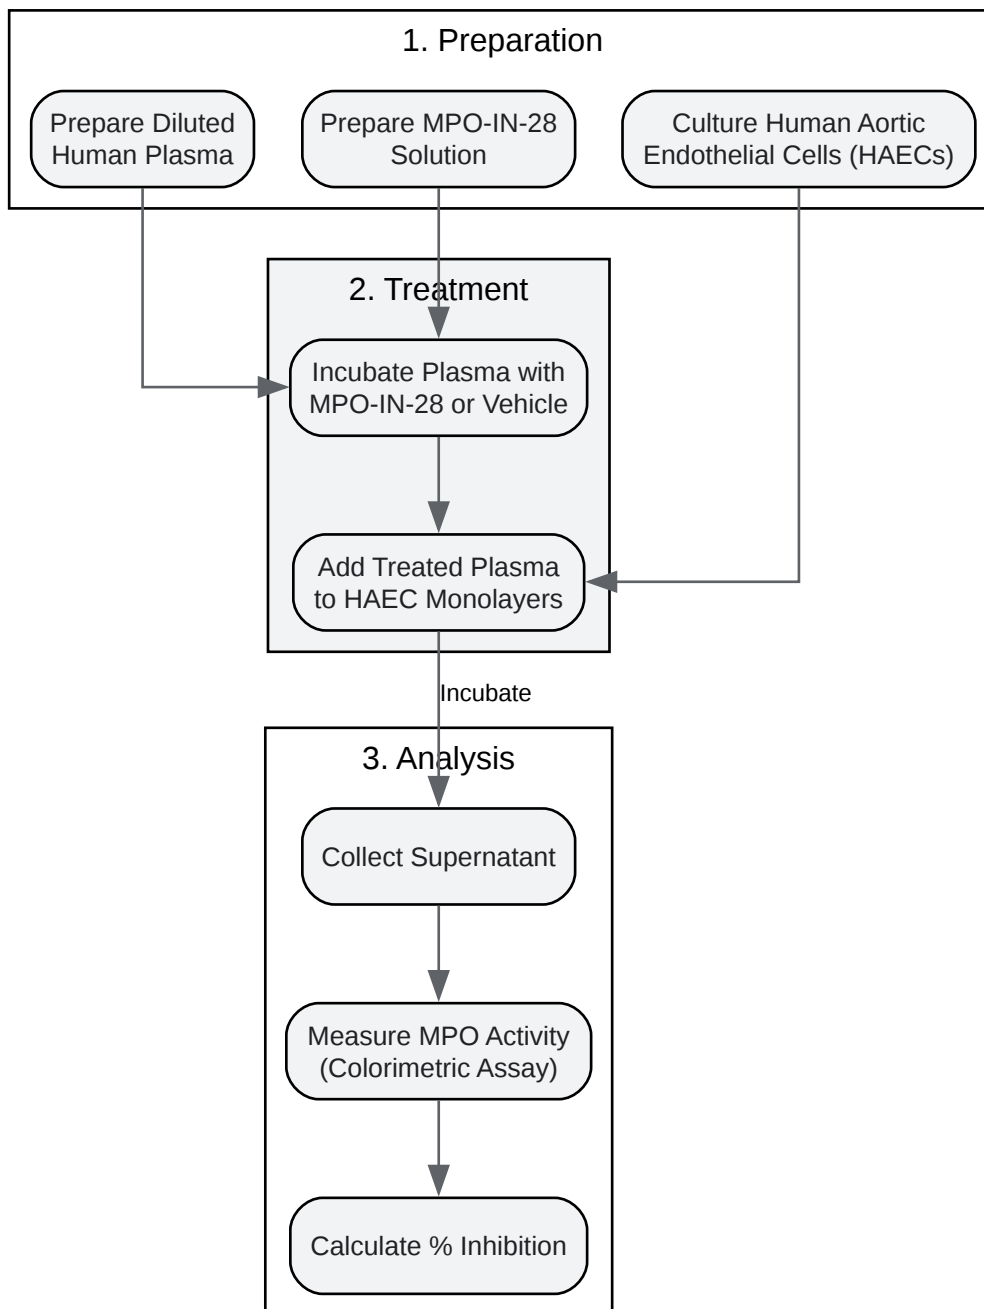 1. Preparation
Prepare Diluted
Human Plasma
Prepare MPO-IN-28
Solution
Culture Human Aortic
Endothelial Cells (HAECs)
2. Treatment
Incubate Plasma with
MPO-IN-28 or Vehicle
Add Treated Plasma
to HAEC Monolayers
Incubate
3. Analysis
Collect Supernatant
Measure MPO Activity
(Colorimetric Assay)
Calculate % Inhibition